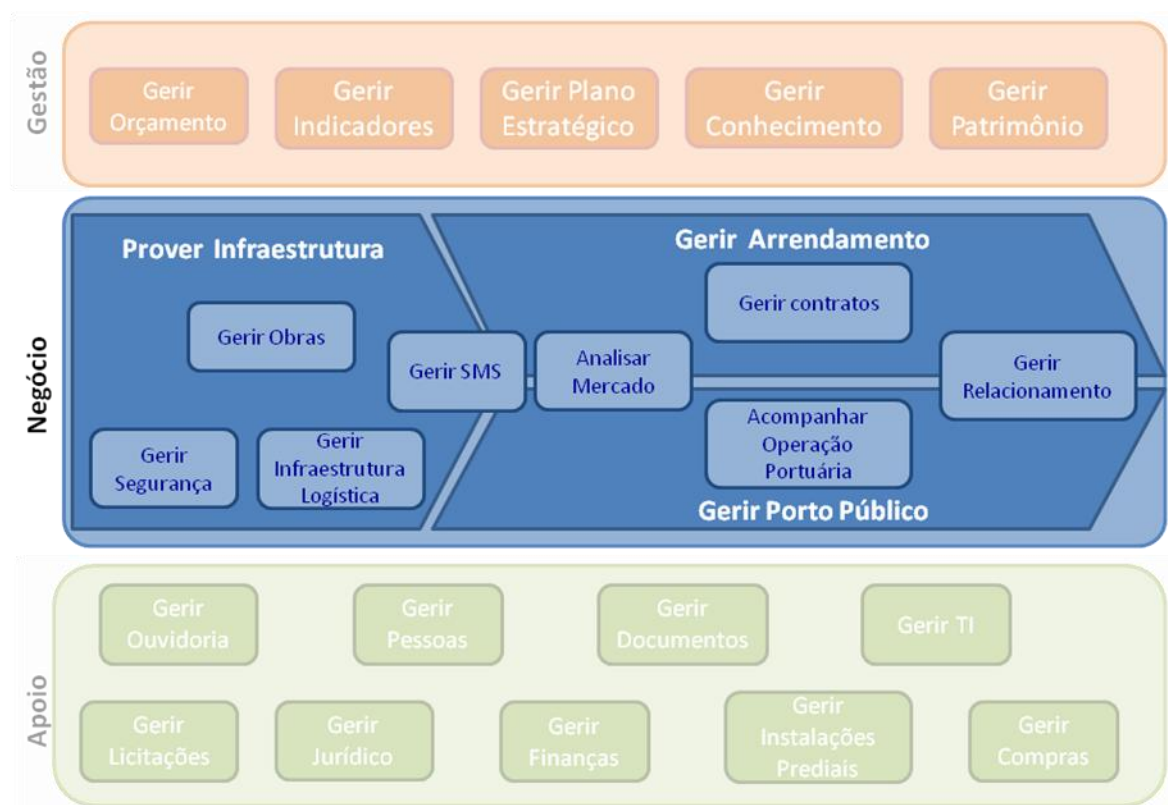 Gestão
Gerir
Orçamento
Gerir
Indicadores
Gerir Plano
Estratégico
Gerir
Conhecimento
Gerir
Patrimônio
Negócio
Prover Infraestrutura
Gerir Obras
Gerir SMS
Gerir
Segurança
Gerir
Infraestrutura
Logística
Gerir Arrendamento
Gerir contratos
Analisar
Mercado
Gerir
Relacionamento
Acompanhar
Operação
Portuária
Gerir Porto Público
Apoio
Gerir
Ouvidoria
Gerir
Pessoas
Gerir
Documentos
Gerir TI
Gerir
Licitações
Gerir
Jurídico
Gerir
Finanças
Gerir
Instalações
Prediais
Gerir
Compras